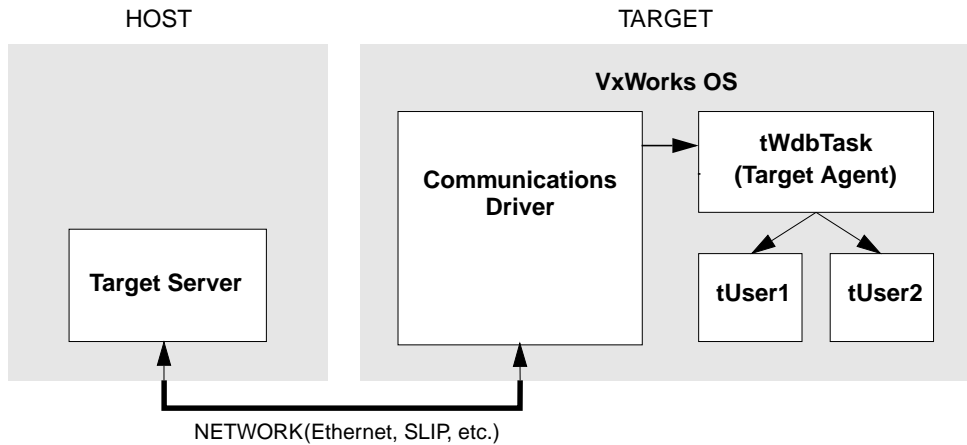 HOST
TARGET
VxWorks OS
tWdbTask
(Target Agent)
Communications
Driver
Target Server
tUser1
tUser2
NETWORK(Ethernet, SLIP, etc.)